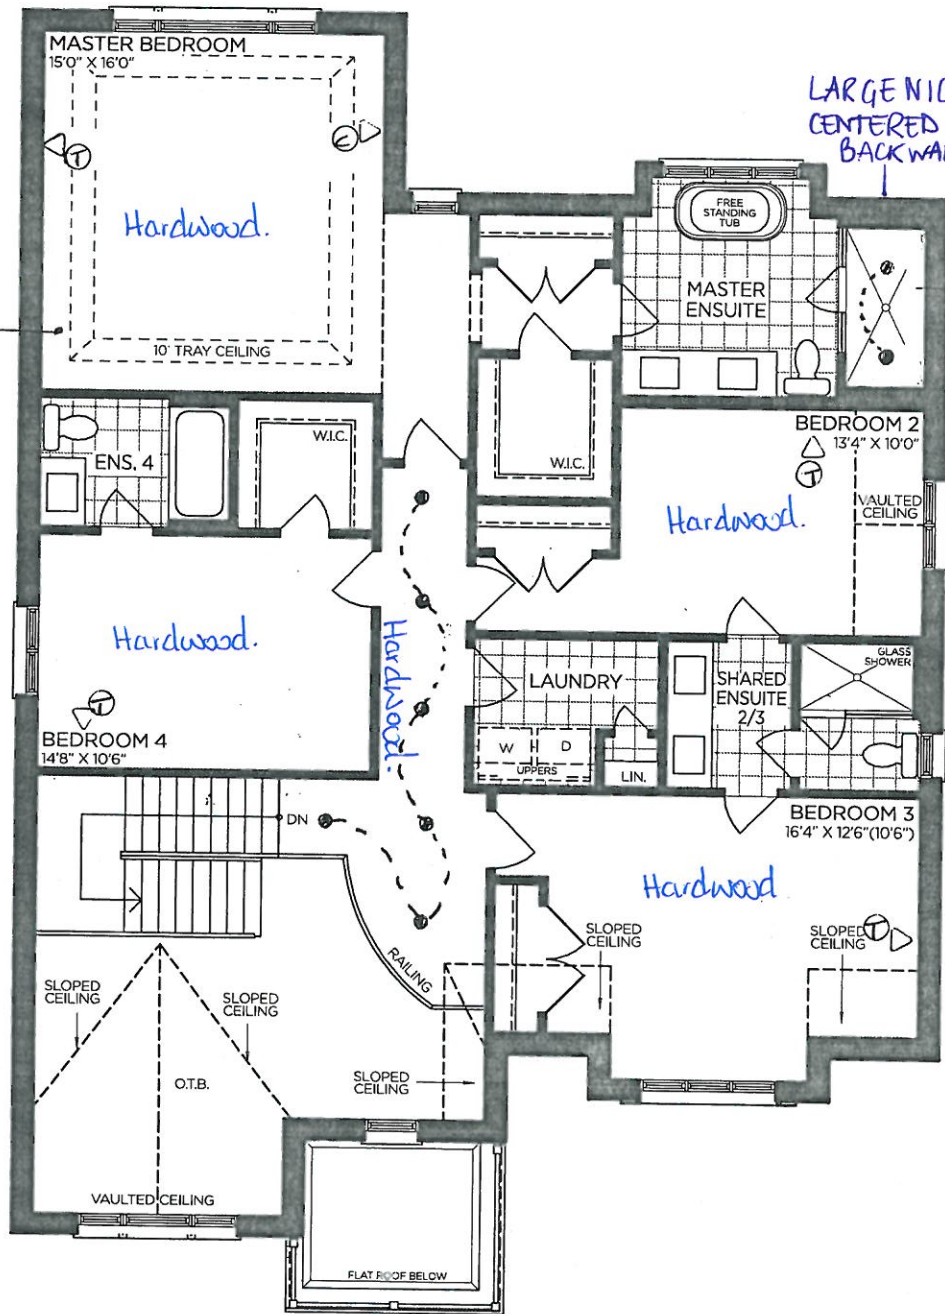 MASTER BEDROOM
15'0" X 16'0"
LARGE
CENTERED
T
Hardwood.
FREE
STANDING
TUB
MASTER
ENSUITE
10' TRAY CEILING
BEDROOM 2
13'4" X 10'0"
T
W.I.C.
ENS. 4
W.I.C.
VAULTED
CEILING
Hardwood.
Hardwood.
Hardwood.
GLASS
SHOWER
LAUNDRY
SHARED
ENSUITE
2/3
T
BEDROOM 4
14'8" X 10'6"
W D
UPPERS
LIN.
DN
BEDROOM 3
16'4" X 12'6"(10'6")
Hardwood
SLOPED
CEILING
SLOPED
CEILING
T
RAILING
SLOPED
CEILING
SLOPED
CEILING
O.T.B.
SLOPED
CEILING
VAULTED CEILING
FLAT ROOF BELOW